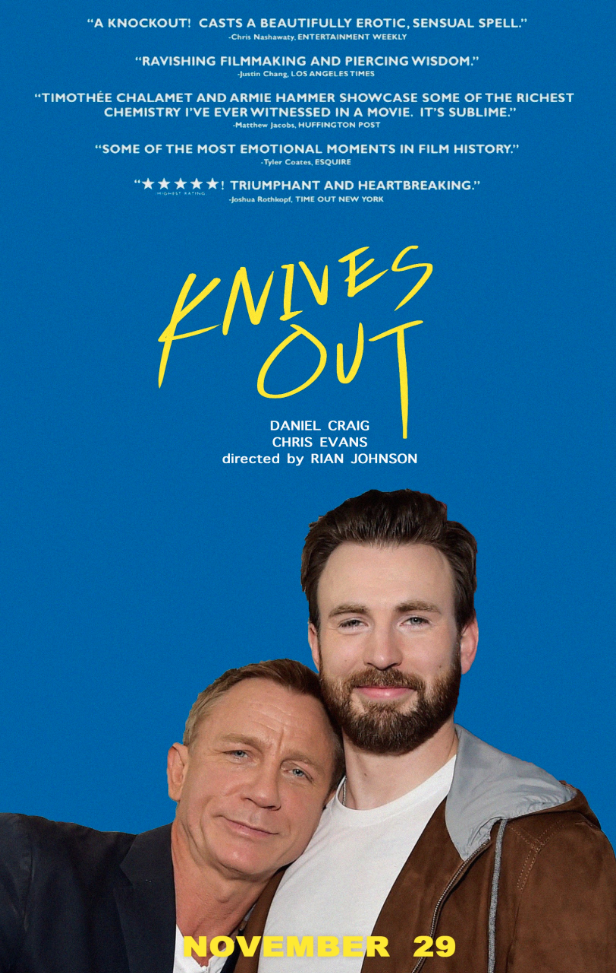 “A KNOCKOUT! CASTS A BEAUTIFULLY EROTIC, SENSUAL SPELL.”
-Chris Nashawaty, ENTERTAINMENT WEEKLY
“RAVISHING FILMMAKING AND PIERCING WISDOM.”
-Justin Chang, LOS ANGELES TIMES
“TIMOTHÉE CHALAMET AND ARMIE HAMMER SHOWCASE SOME OF THE RICHEST
CHEMISTRY I’VE EVER WITNESSED IN A MOVIE. IT’S SUBLIME.”
-Matthew Jacobs, HUFFINGTON POST
“SOME OF THE MOST EMOTIONAL MOMENTS IN FILM HISTORY.”
-Tyler Coates, ESQUIRE
“★★★★★! TRIUMPHANT AND HEARTBREAKING.”
HIGHEST RATING
-Joshua Rothkopf, TIME OUT NEW YORK
KNIVES
OUT
DANIEL CRAIG
CHRIS EVANS
directed by RIAN JOHNSON
NOVEMBER 29